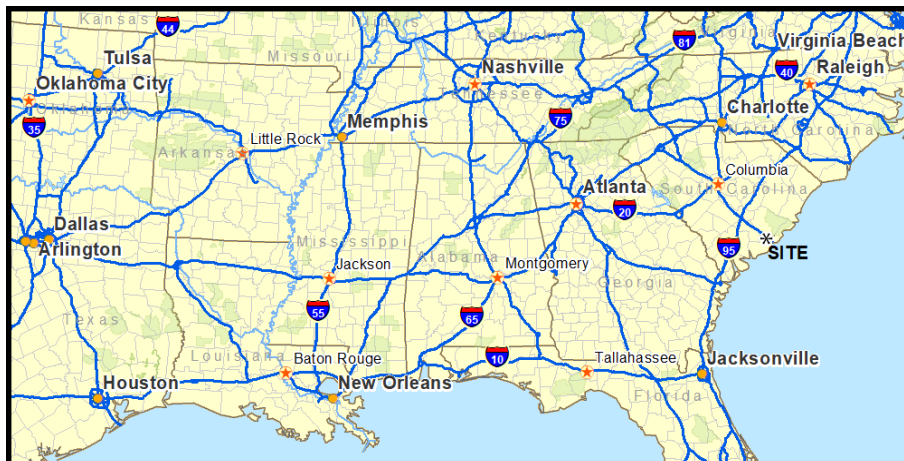 Kansas
44
Illinois
Kentucky
81
Virginia
Virginia Beach
Tulsa
Missouri
Nashville
40
Raleigh
Oklahoma City
Oklahoma
Tennessee
35
75
Charlotte
North Carolina
Memphis
Little Rock
Arkansas
Columbia
South Carolina
Atlanta
20
Dallas
Arlington
Mississippi
Alabama
95
SITE
Jackson
Montgomery
Georgia
Texas
55
65
Louisiana
Baton Rouge
10
Tallahassee
Jacksonville
Houston
New Orleans
Florida